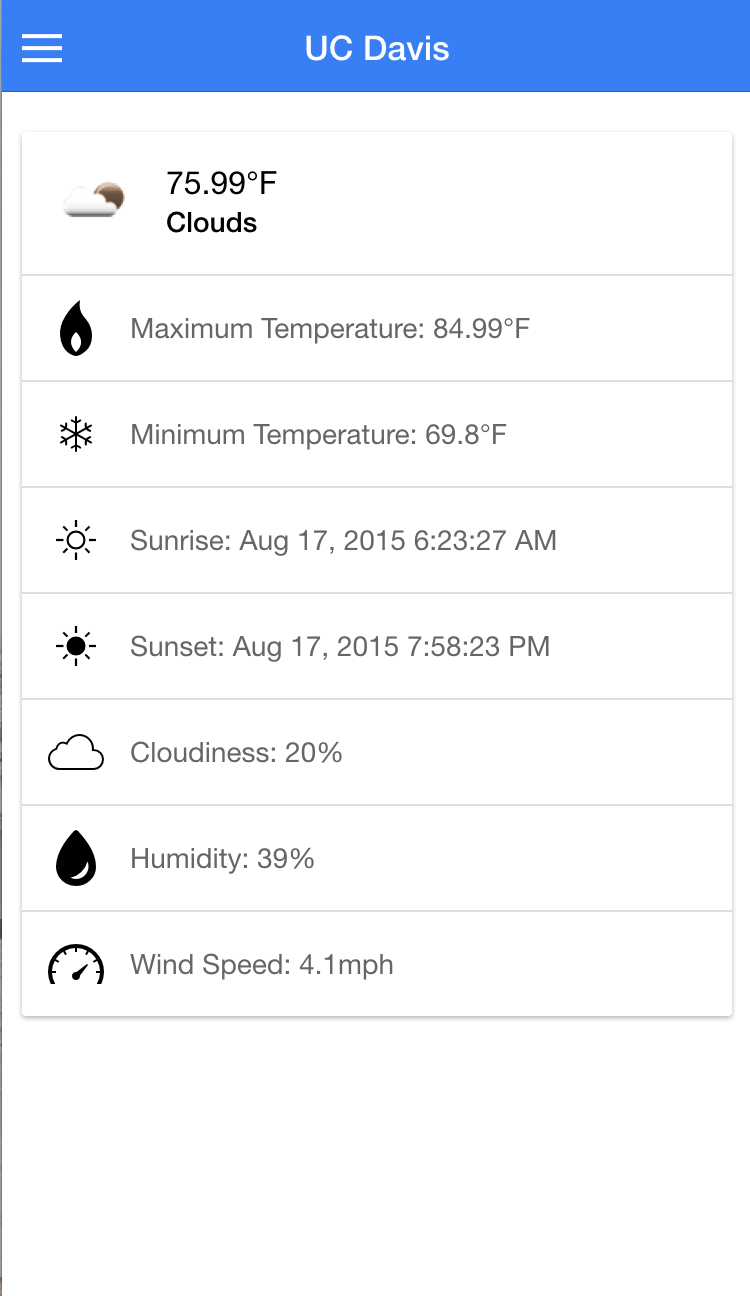 UC Davis
75.99°F
Clouds
Maximum Temperature: 84.99°F
Minimum Temperature: 69.8°F
Sunrise: Aug 17, 2015 6:23:27 AM
Sunset: Aug 17, 2015 7:58:23 PM
Cloudiness: 20%
Humidity: 39%
Wind Speed: 4.1mph